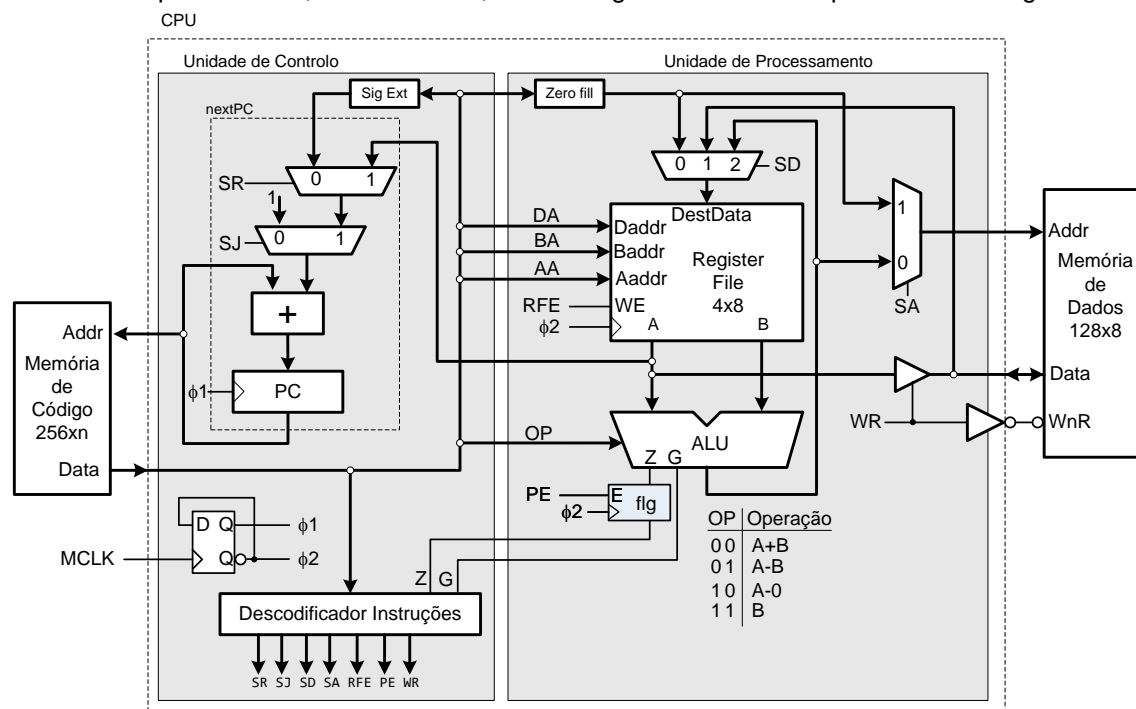 CPU
Unidade de Controlo
Unidade de Processamento
Sig Ext
Zero fill
nextPC
0 1
SR
1
0 1
SJ
+
PC
ϕ1
Addr
Memória
de
Código
256xn
Data
0 1 2
SD
DestData
DA
Daddr
BA
Baddr
AA
Aaddr
Register
File
4x8
RFE
WE
ϕ2
A
B
1
0
SA
Addr
Memória
de
Dados
128x8
Data
WnR
WR
OP
ALU
Z G
PE
E
flg
ϕ2
OP Operação
0 0 A+B
0 1 A-B
1 0 A-0
1 1 B
D Q
ϕ1
MCLK
Q
ϕ2
Z G
Descodificador Instruções
SR SJ SD SA RFE PE WR